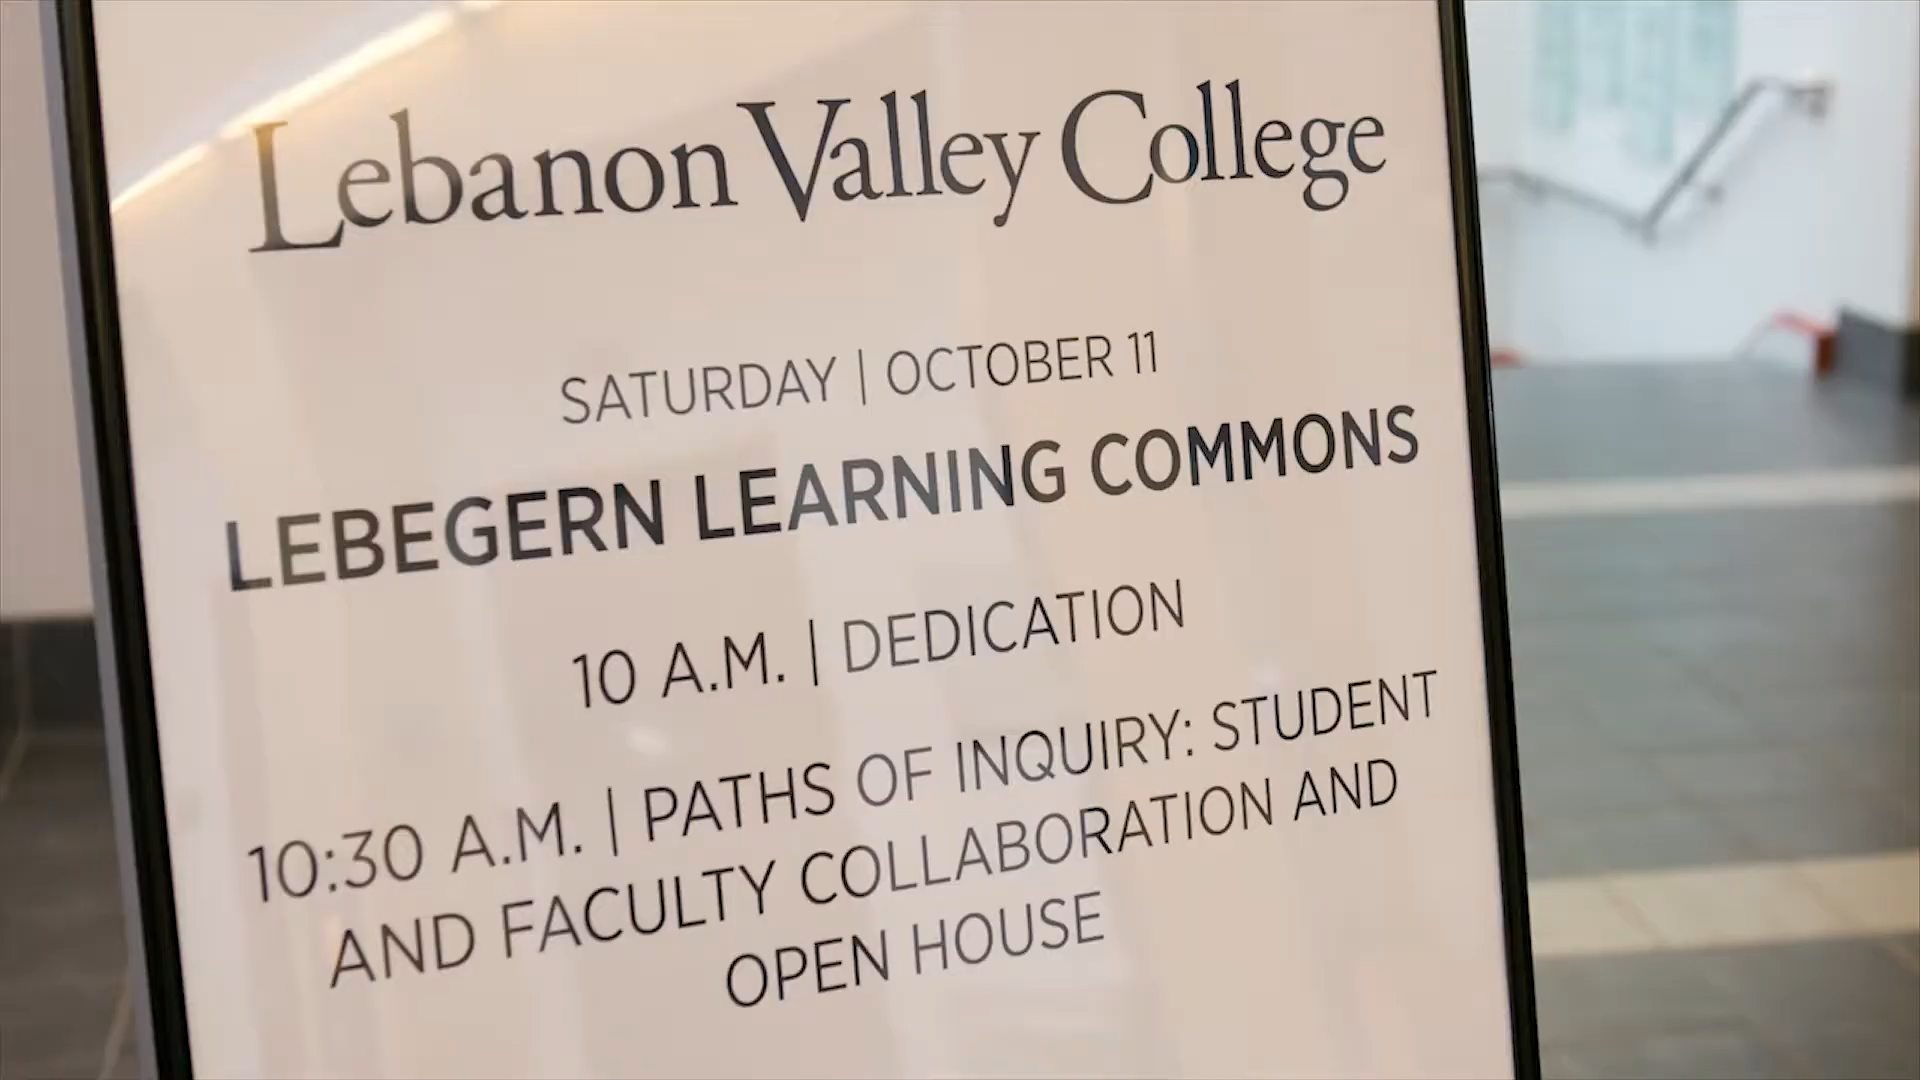 Lebanon Valley College
SATURDAY | OCTOBER 11
LEBEGERN LEARNING COMMONS
10 A.M. | DEDICATION
10:30 A.M. | PATHS OF INQUIRY: STUDENT
AND FACULTY COLLABORATION AND
OPEN HOUSE